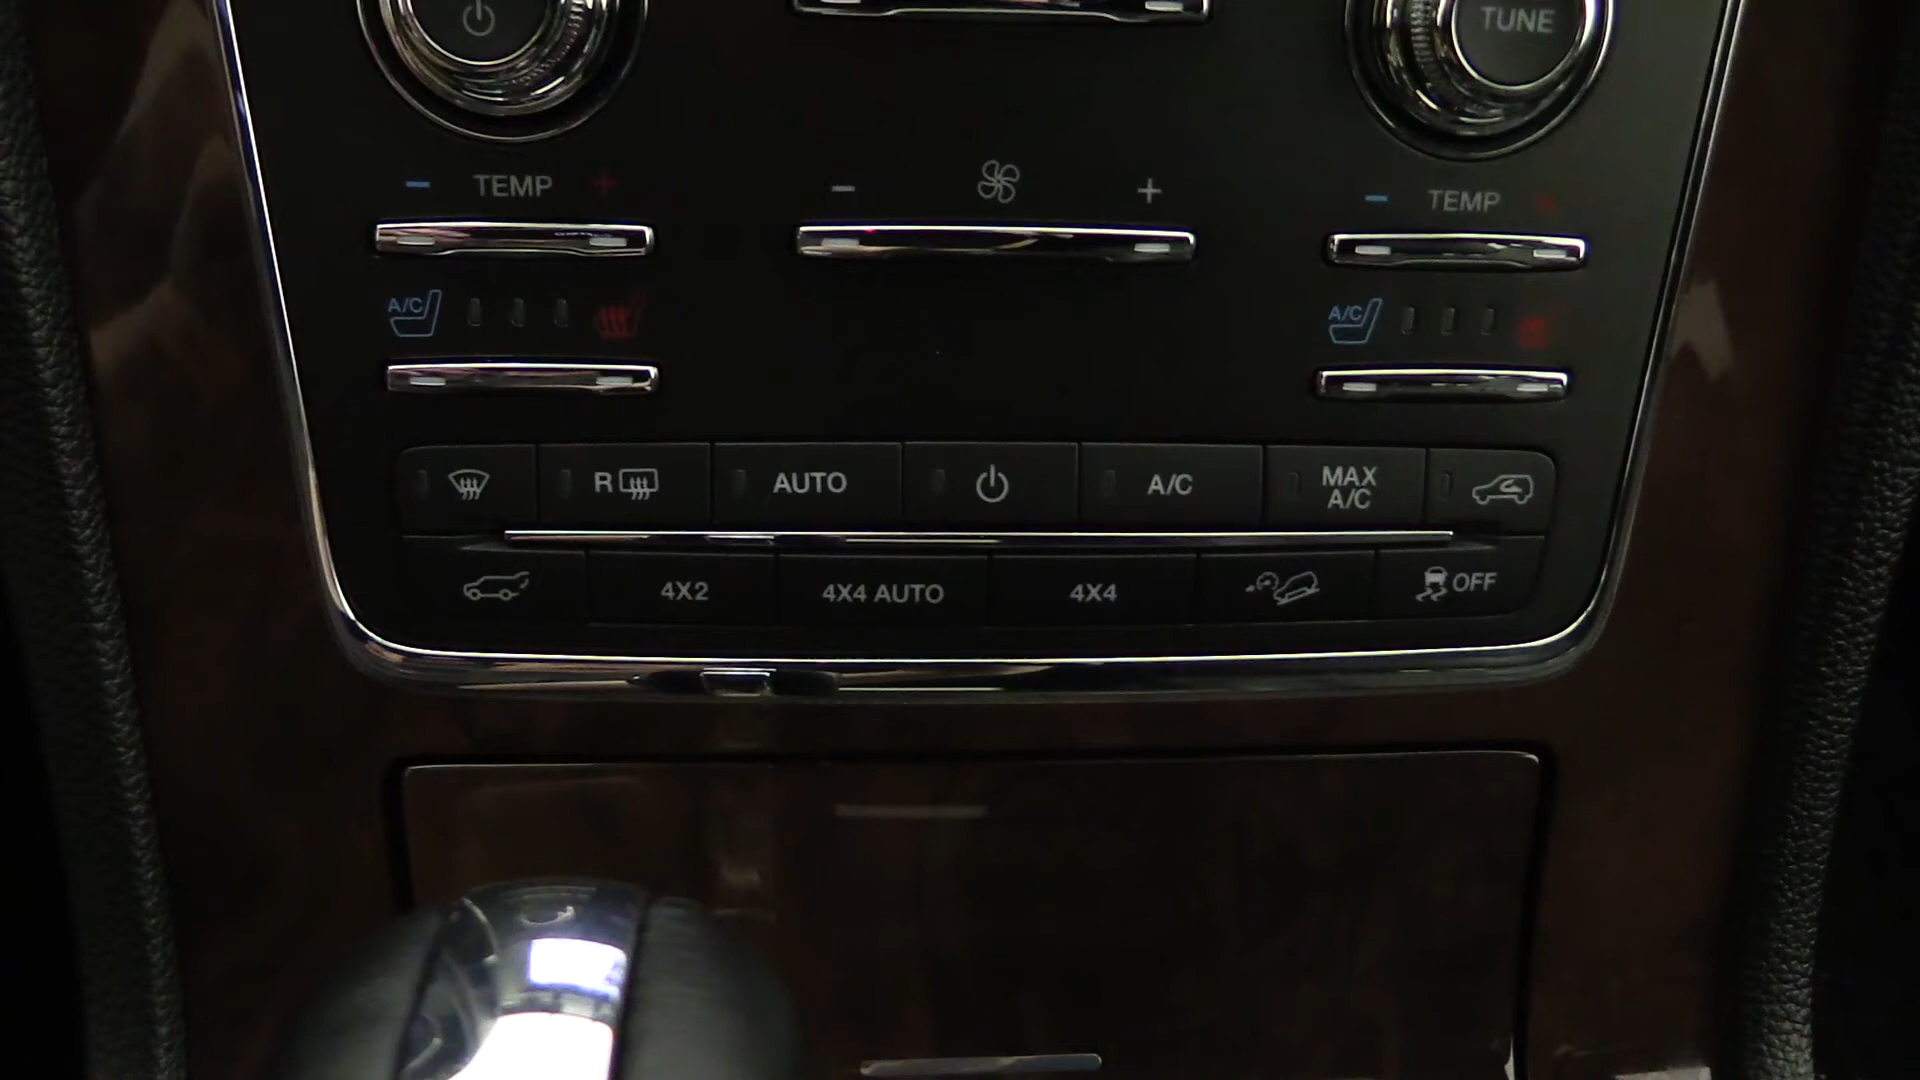 TUNE
− TEMP +
− +
− TEMP +
A/C
A/C
R
AUTO
A/C
MAX
A/C
4X2
4X4 AUTO
4X4
OFF